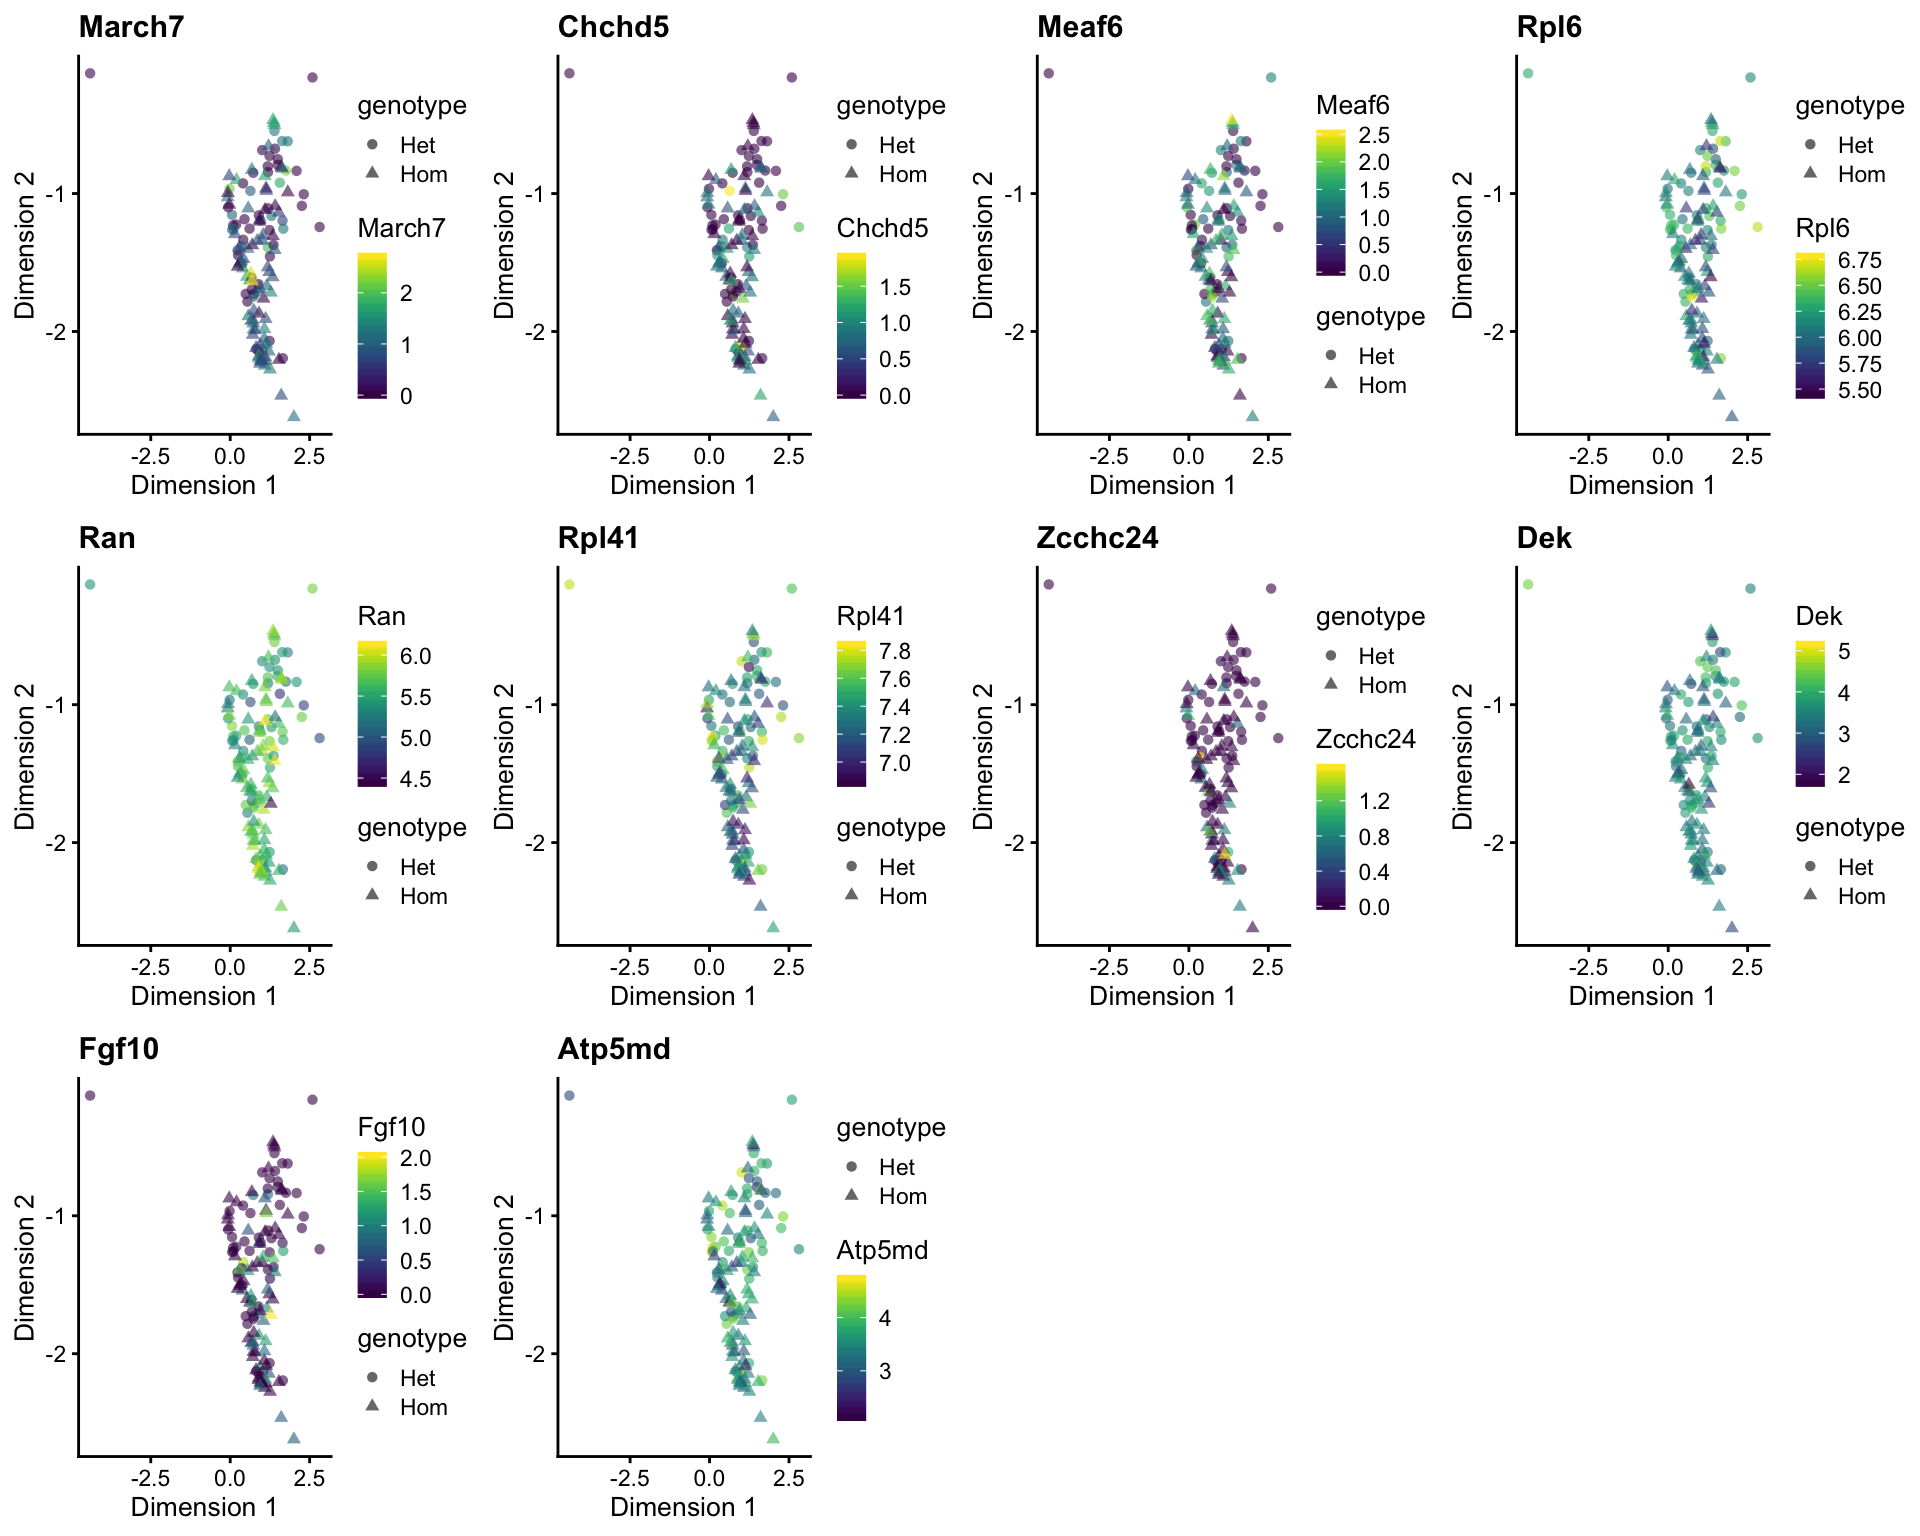 March7
Dimension 2
-1
-2
-2.5 0.0 2.5
Dimension 1
genotype
Het
Hom
March7
2
1
0
Chchd5
Dimension 2
-1
-2
-2.5 0.0 2.5
Dimension 1
genotype
Het
Hom
Chchd5
1.5
1.0
0.5
0.0
Meaf6
Dimension 2
-1
-2
-2.5 0.0 2.5
Dimension 1
Meaf6
2.5
2.0
1.5
1.0
0.5
0.0
genotype
Het
Hom
Rpl6
Dimension 2
-1
-2
-2.5 0.0 2.5
Dimension 1
genotype
Het
Hom
Rpl6
6.75
6.50
6.25
6.00
5.75
5.50
Ran
Dimension 2
-1
-2
-2.5 0.0 2.5
Dimension 1
Ran
6.0
5.5
5.0
4.5
genotype
Het
Hom
Rpl41
Dimension 2
-1
-2
-2.5 0.0 2.5
Dimension 1
Rpl41
7.8
7.6
7.4
7.2
7.0
genotype
Het
Hom
Zcchc24
Dimension 2
-1
-2
-2.5 0.0 2.5
Dimension 1
genotype
Het
Hom
Zcchc24
1.2
0.8
0.4
0.0
Dek
Dimension 2
-1
-2
-2.5 0.0 2.5
Dimension 1
Dek
5
4
3
2
genotype
Het
Hom
Fgf10
Dimension 2
-1
-2
-2.5 0.0 2.5
Dimension 1
Fgf10
2.0
1.5
1.0
0.5
0.0
genotype
Het
Hom
Atp5md
Dimension 2
-1
-2
-2.5 0.0 2.5
Dimension 1
genotype
Het
Hom
Atp5md
4
3